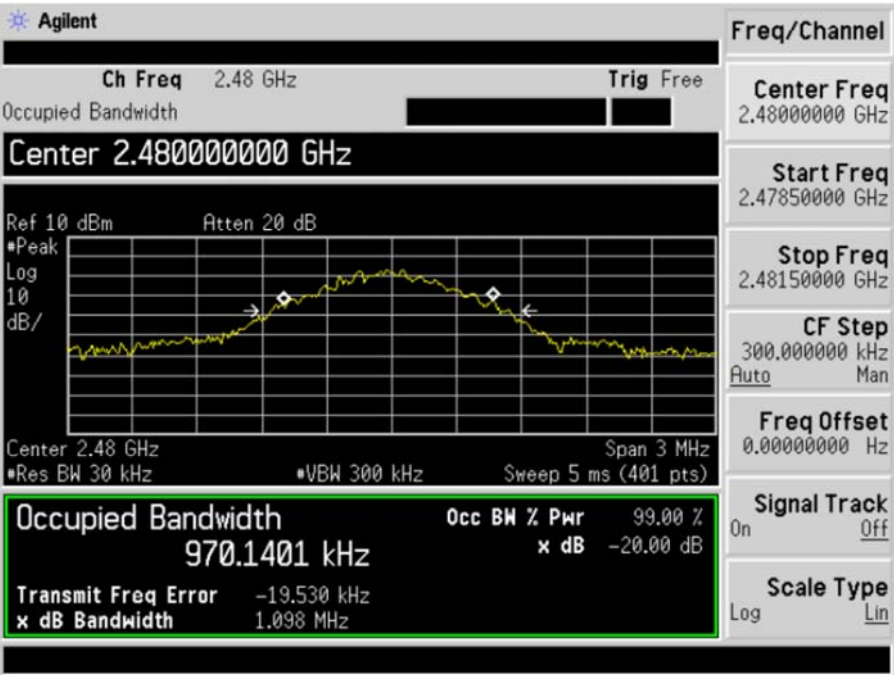 Agilent
Freq/Channel
Ch Freq 2.48 GHz Trig Free
Occupied Bandwidth
Center 2.480000000 GHz
Ref 10 dBm Atten 20 dB
#Peak
Log
10
dB/
Center 2.48 GHz Span 3 MHz
#Res BW 30 kHz #VBW 300 kHz Sweep 5 ms (401 pts)
Occupied Bandwidth
970.1401 kHz
Occ BW % Pwr 99.00 %
x dB -20.00 dB
Transmit Freq Error -19.530 kHz
x dB Bandwidth 1.098 MHz
Center Freq
2.48000000 GHz
Start Freq
2.47850000 GHz
Stop Freq
2.48150000 GHz
CF Step
300.000000 kHz
Auto Man
Freq Offset
0.00000000 Hz
Signal Track
On Off
Scale Type
Log Lin